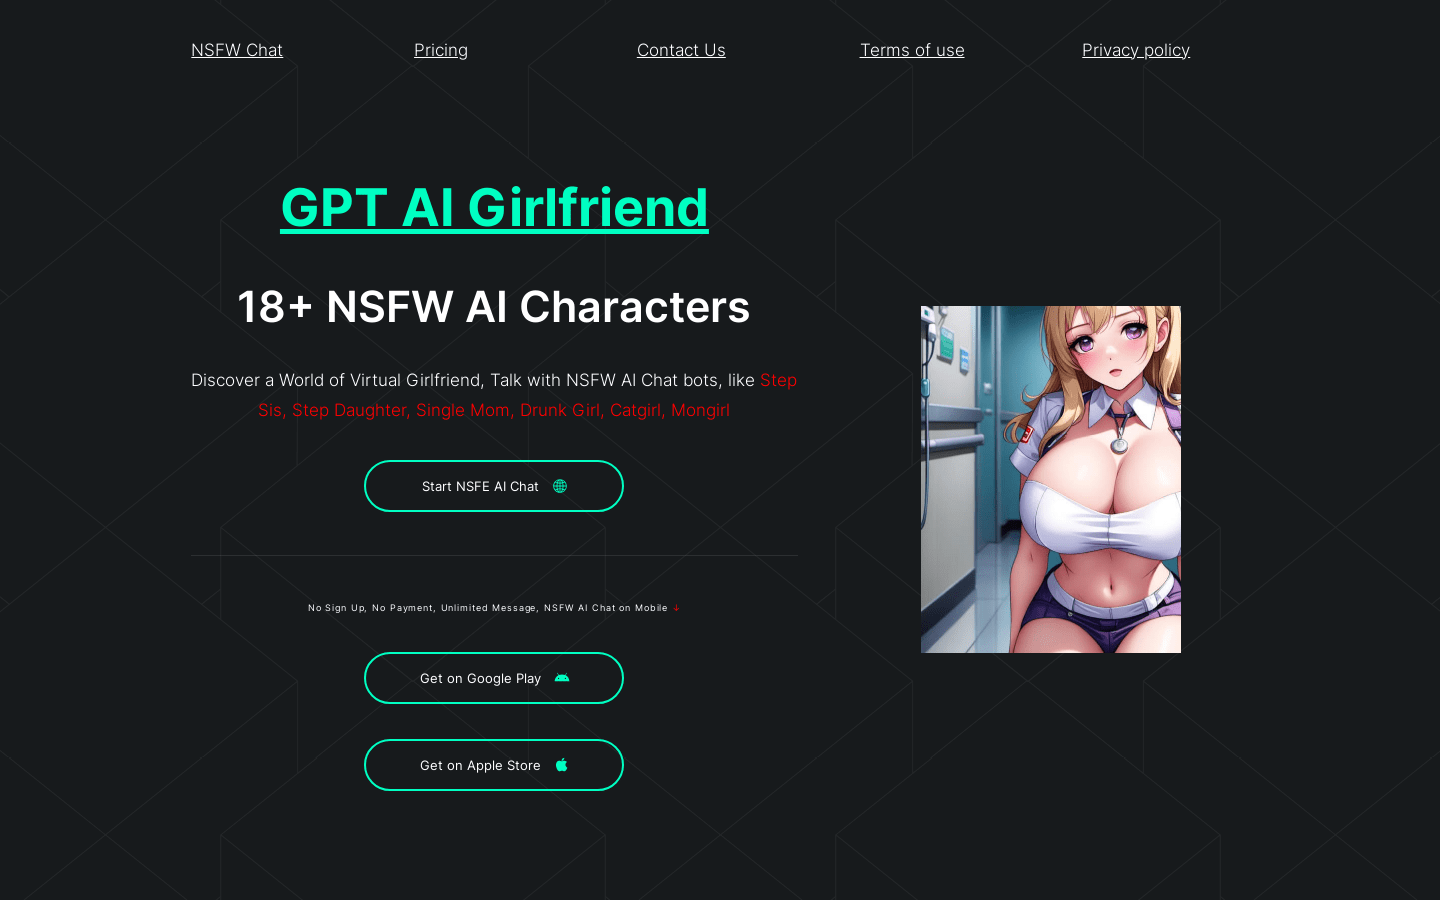 NSFW Chat
Pricing
Contact Us
Terms of use
Privacy policy
GPT AI Girlfriend
18+ NSFW AI Characters
Discover a World of Virtual Girlfriend, Talk with NSFW AI Chat bots, like Step
Sis, Step Daughter, Single Mom, Drunk Girl, Catgirl, Mongirl
Start NSFE AI Chat
No Sign Up, No Payment, Unlimited Message, NSFW AI Chat on Mobile ↓
Get on Google Play
Get on Apple Store